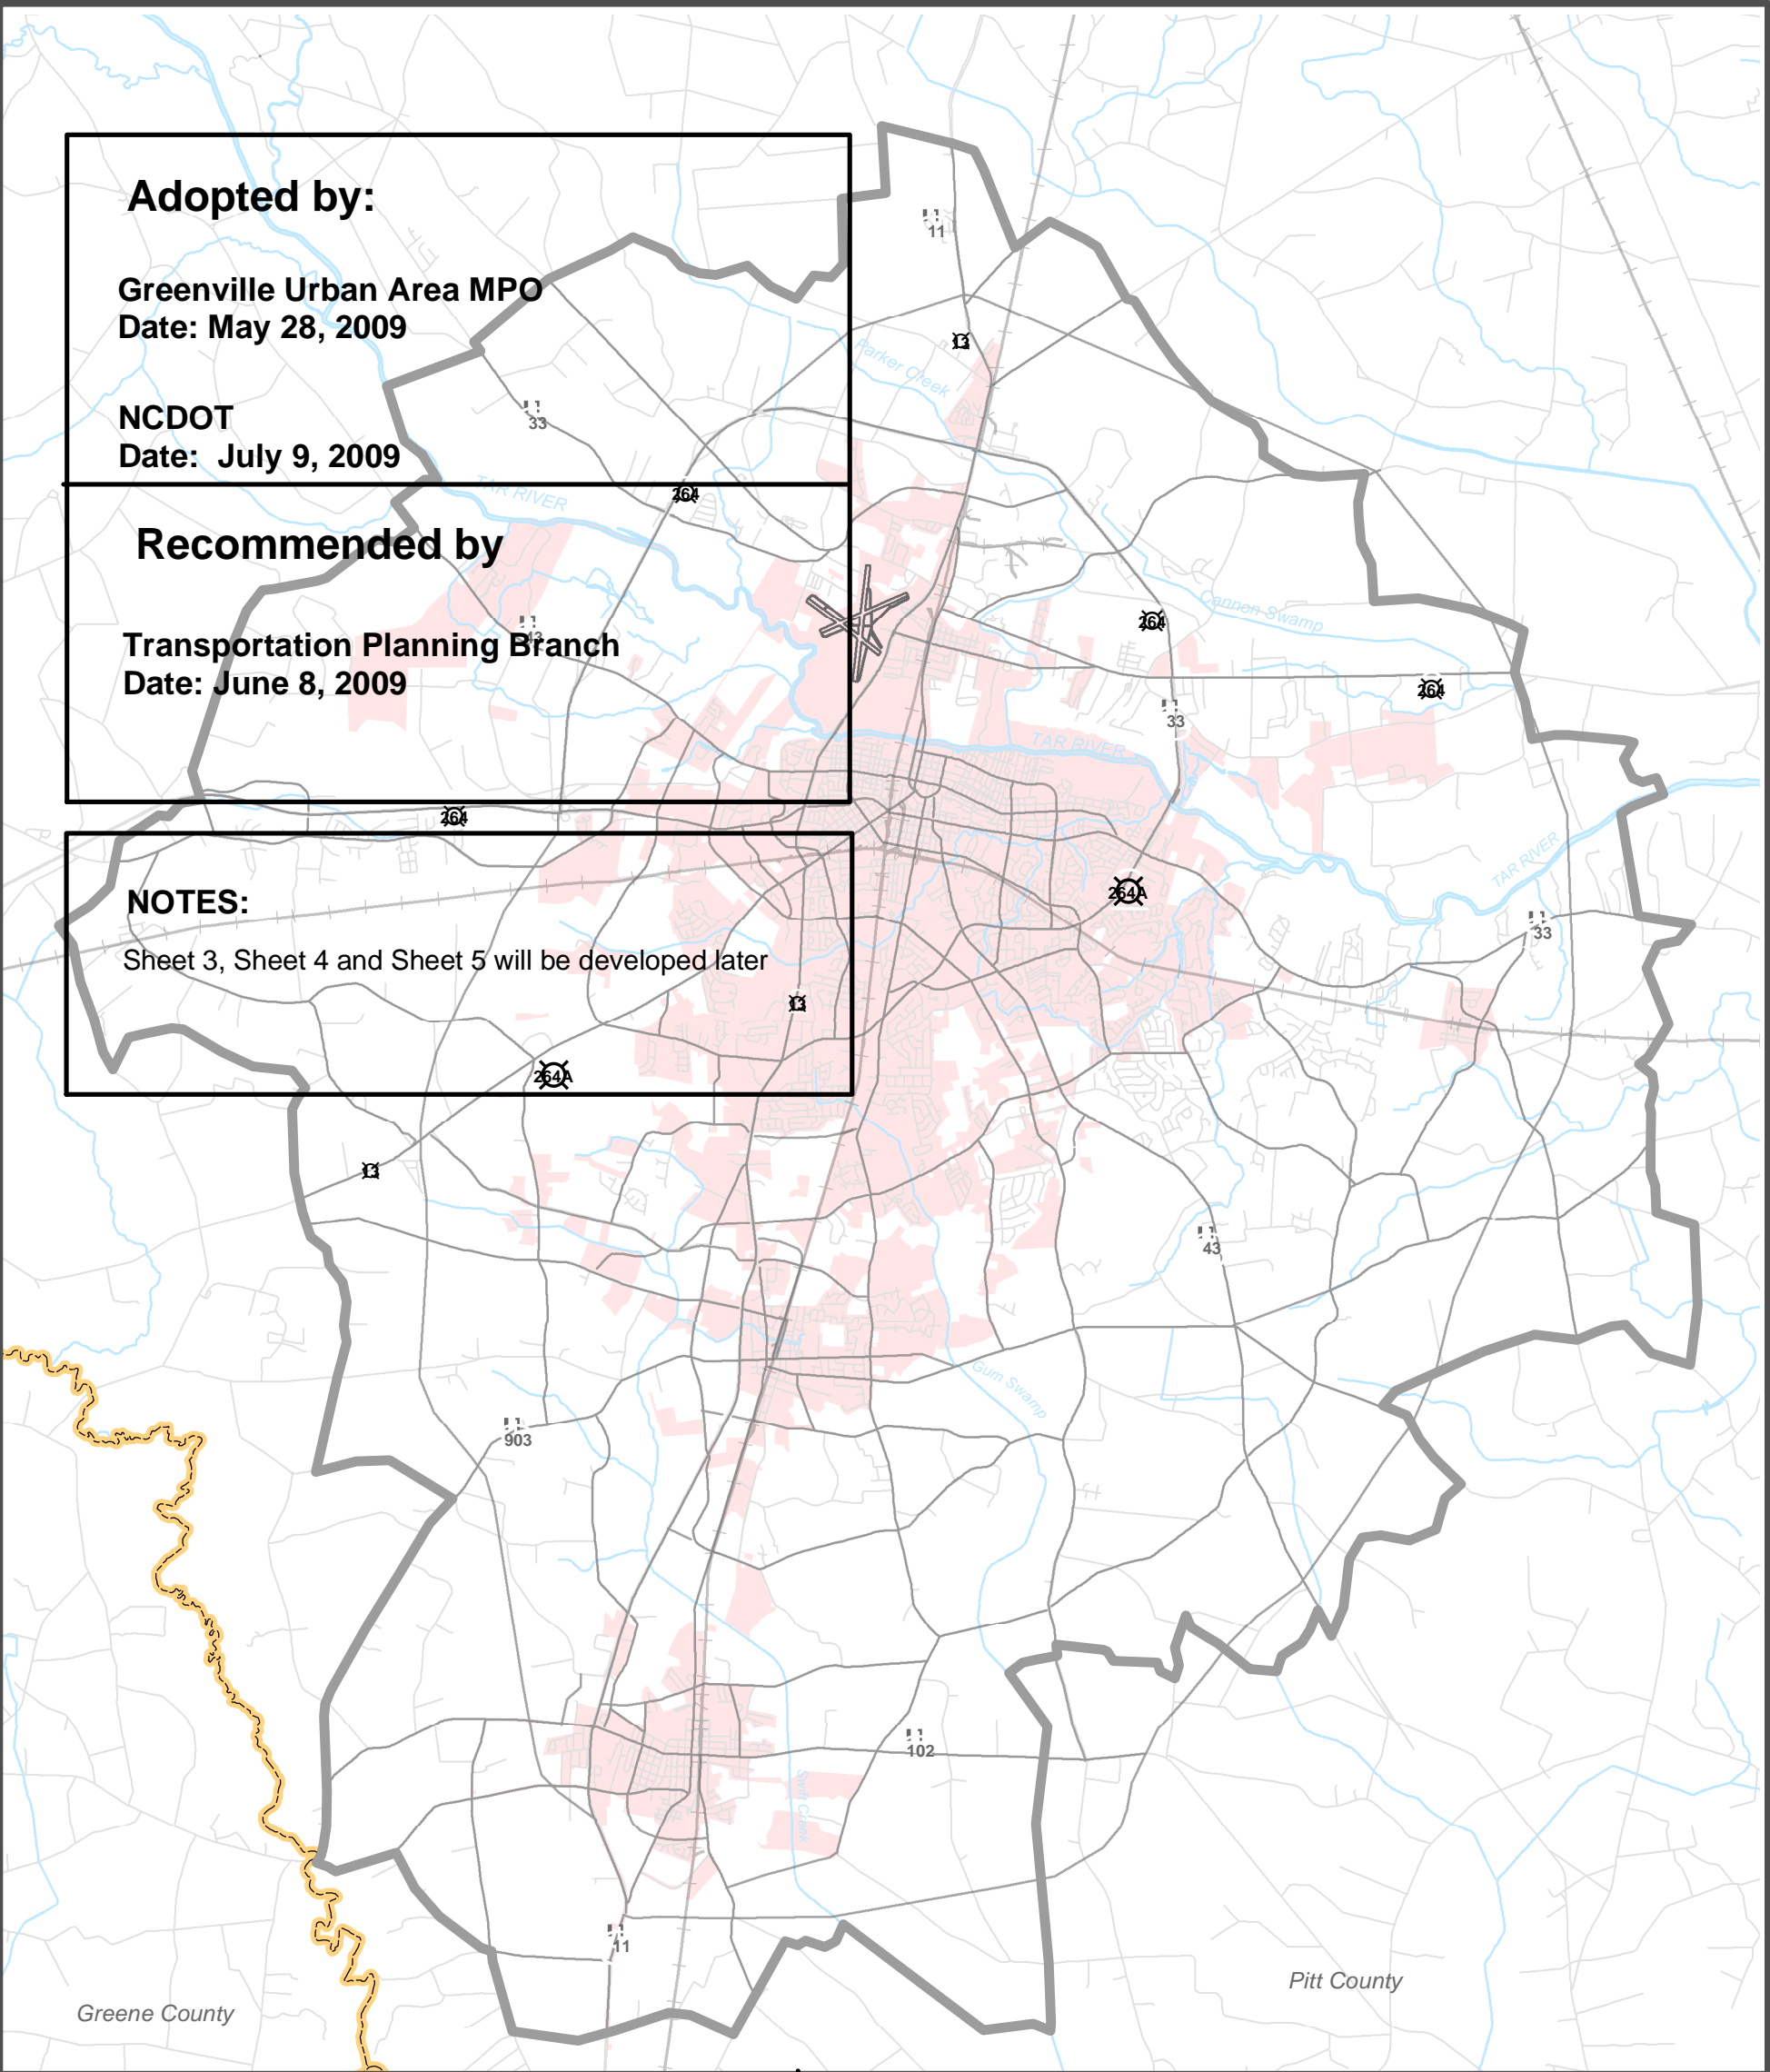 Adopted by:
Greenville Urban Area MPO
Date: May 28, 2009
NCDOT
Date: July 9, 2009
Recommended by
Transportation Planning Branch
Date: June 8, 2009
NOTES:
Sheet 3, Sheet 4 and Sheet 5 will be developed later
11
13
Parker Creek
33
264
TAR RIVER
43
264
Cannon Swamp
264
33
TAR RIVER
264
264A
TAR RIVER
33
13
264A
13
43
Gum Swamp
903
102
Swift Creek
11
Pitt County
Greene County